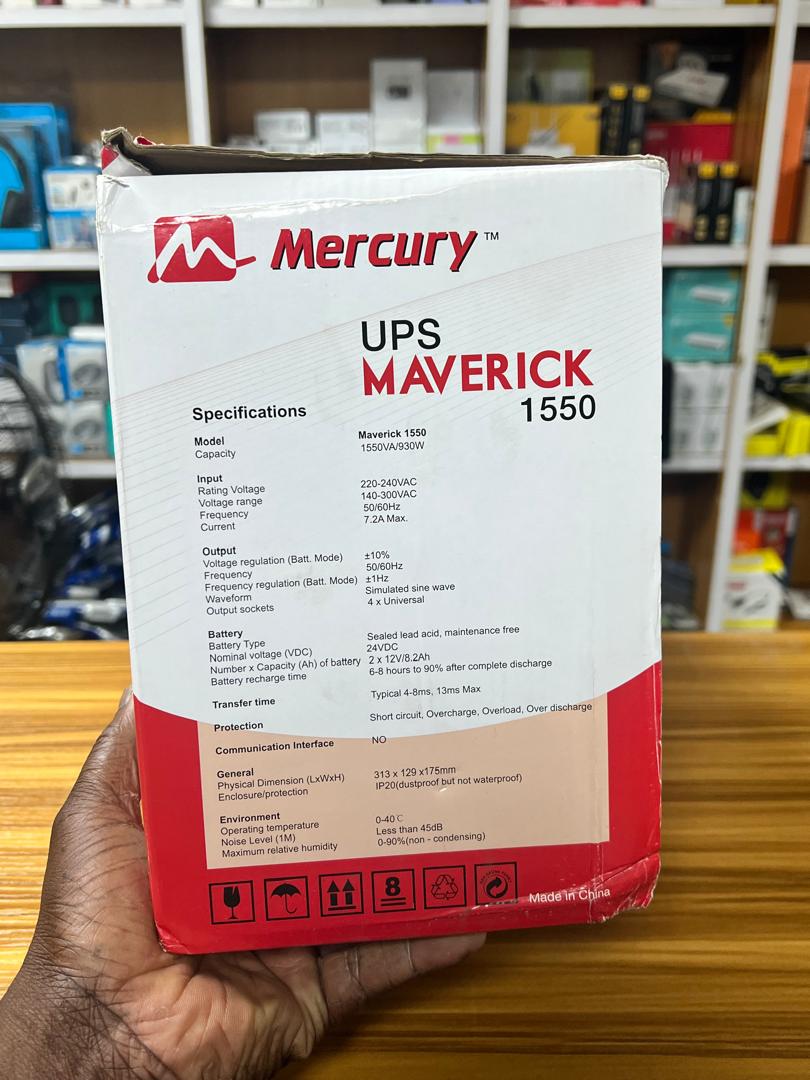 Mercury™
UPS
MAVERICK
1550
Specifications
Model Maverick 1550
Capacity 1550VA/930W
Input
Rating Voltage 220-240VAC
Voltage range 140-300VAC
Frequency 50/60Hz
Current 7.2A Max.
Output
Voltage regulation (Batt. Mode) ±10%
Frequency 50/60Hz
Frequency regulation (Batt. Mode) ±1Hz
Waveform Simulated sine wave
Output sockets 4 x Universal
Battery
Battery Type Sealed lead acid, maintenance free
Nominal voltage (VDC) 24VDC
Number x Capacity (Ah) of battery 2 x 12V/8.2Ah
Battery recharge time 6-8 hours to 90% after complete discharge
Transfer time Typical 4-8ms, 13ms Max
Protection Short circuit, Overcharge, Overload, Over discharge
Communication Interface NO
General
Physical Dimension (LxWxH) 313 x 129 x175mm
Enclosure/protection IP20(dustproof but not waterproof)
Environment
Operating temperature 0-40℃
Noise Level (1M) Less than 45dB
Maximum relative humidity 0-90%(non - condensing)
8
Made in China